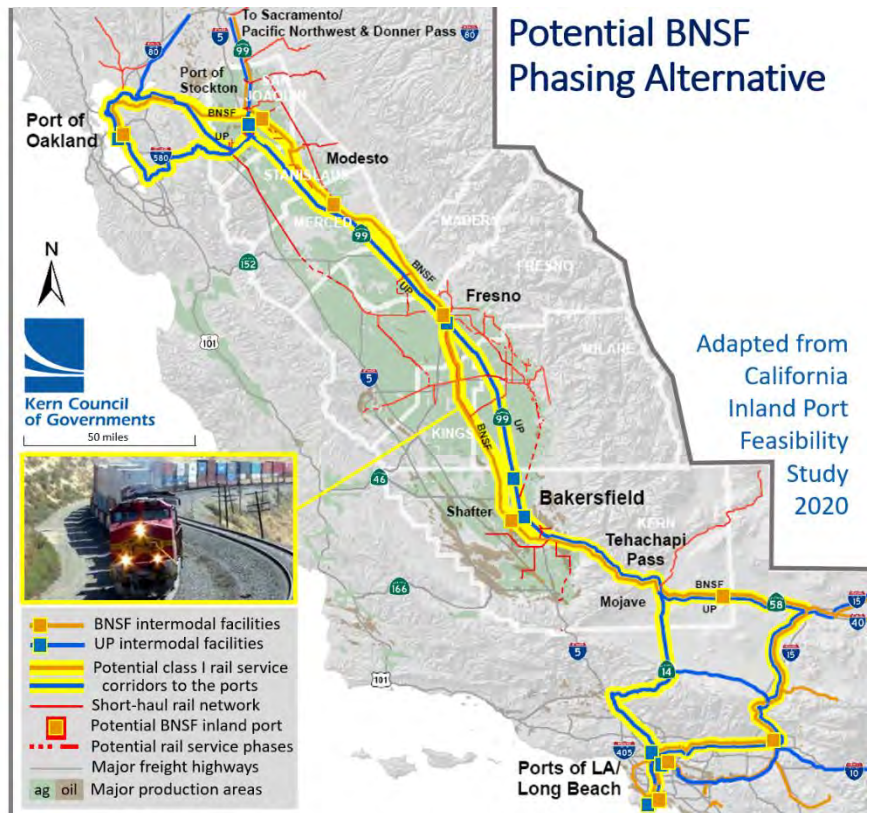 To Sacramento/
Pacific Northwest & Donner Pass
80
5
99
80
Potential BNSF
Phasing Alternative
Port of
Stockton
SAN
JOAQUIN
BNSF
UP
Port of
Oakland
580
Modesto
STANISLAUS
MERCED
99
MADERA
152
BNSF
UP
FRESNO
Fresno
N
101
5
Kern Council
of Governments
50 miles
TULARE
Adapted from
California
Inland Port
Feasibility
Study
2020
99
UP
KINGS
BNSF
46
Shafter
Bakersfield
KERN
Tehachapi
Pass
166
Mojave
BNSF
UP
58
15
40
5
14
15
101
405
Ports of LA/
Long Beach
10
BNSF intermodal facilities
UP intermodal facilities
Potential class I rail service
corridors to the ports
Short-haul rail network
Potential BNSF inland port
Potential rail service phases
Major freight highways
ag oil Major production areas